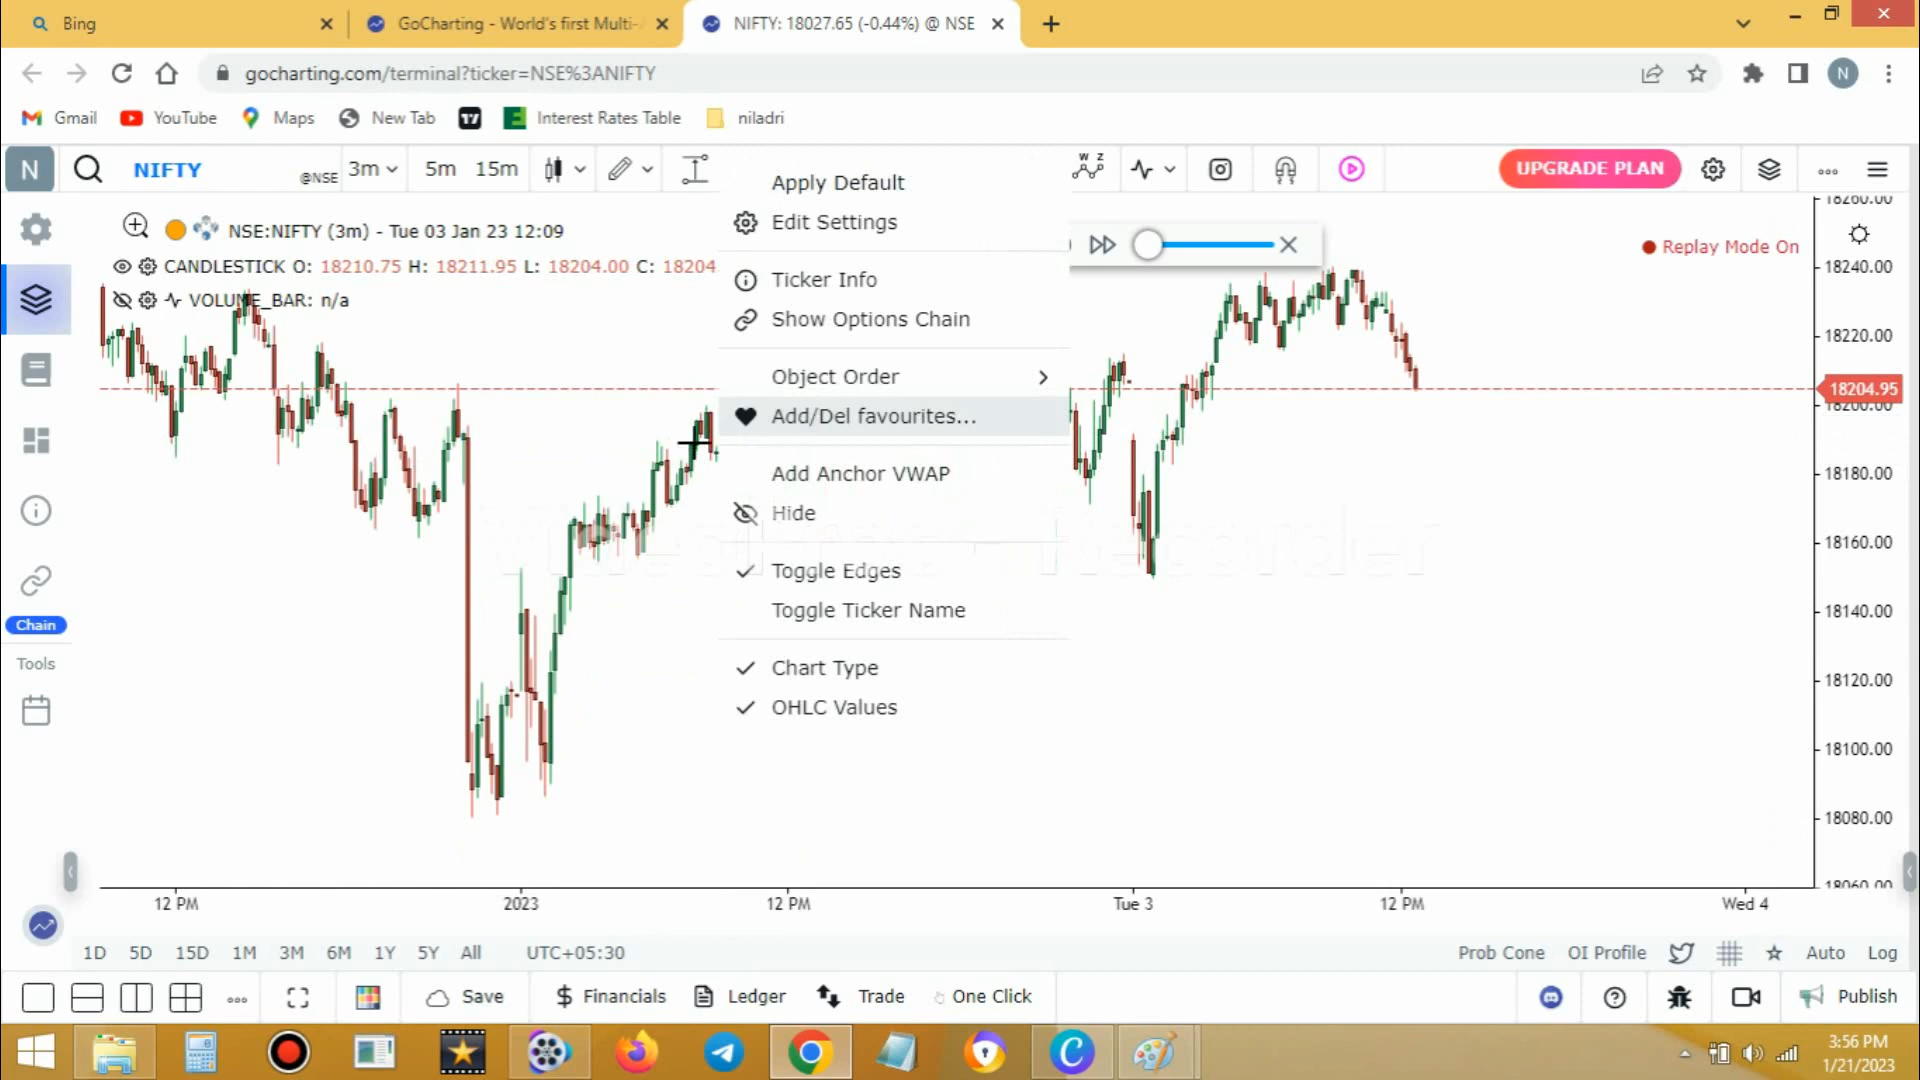 Bing
GoCharting - World's first Multi-
NIFTY: 18027.65 (-0.44%) @ NSE
gocharting.com/terminal?ticker=NSE%3ANIFTY
N
Gmail
YouTube
Maps
New Tab
Interest Rates Table
niladri
N
NIFTY
@NSE
3m
5m
15m
W Z
UPGRADE PLAN
NSE:NIFTY (3m) - Tue 03 Jan 23 12:09
CANDLESTICK O: 18210.75 H: 18211.95 L: 18204.00 C: 18204
VOLUME_BAR: n/a
Apply Default
Edit Settings
Ticker Info
Show Options Chain
Object Order
Add/Del favourites...
Add Anchor VWAP
Hide
Toggle Edges
Toggle Ticker Name
Chart Type
OHLC Values
Replay Mode On
18260.00
18240.00
18220.00
18204.95
18200.00
18180.00
18160.00
18140.00
18120.00
18100.00
18080.00
18060.00
Chain
Tools
12 PM
2023
12 PM
Tue 3
12 PM
Wed 4
1D
5D
15D
1M
3M
6M
1Y
5Y
All
UTC+05:30
Prob Cone
OI Profile
Auto
Log
Save
Financials
Ledger
Trade
One Click
Publish
3:56 PM
1/21/2023